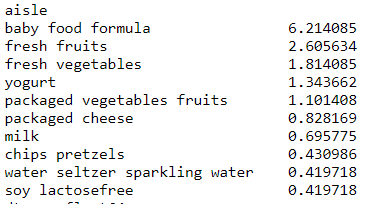 aisle
baby food formula 6.214085
fresh fruits 2.605634
fresh vegetables 1.814085
yogurt 1.343662
packaged vegetables fruits 1.101408
packaged cheese 0.828169
milk 0.695775
chips pretzels 0.430986
water seltzer sparkling water 0.419718
soy lactosefree 0.419718